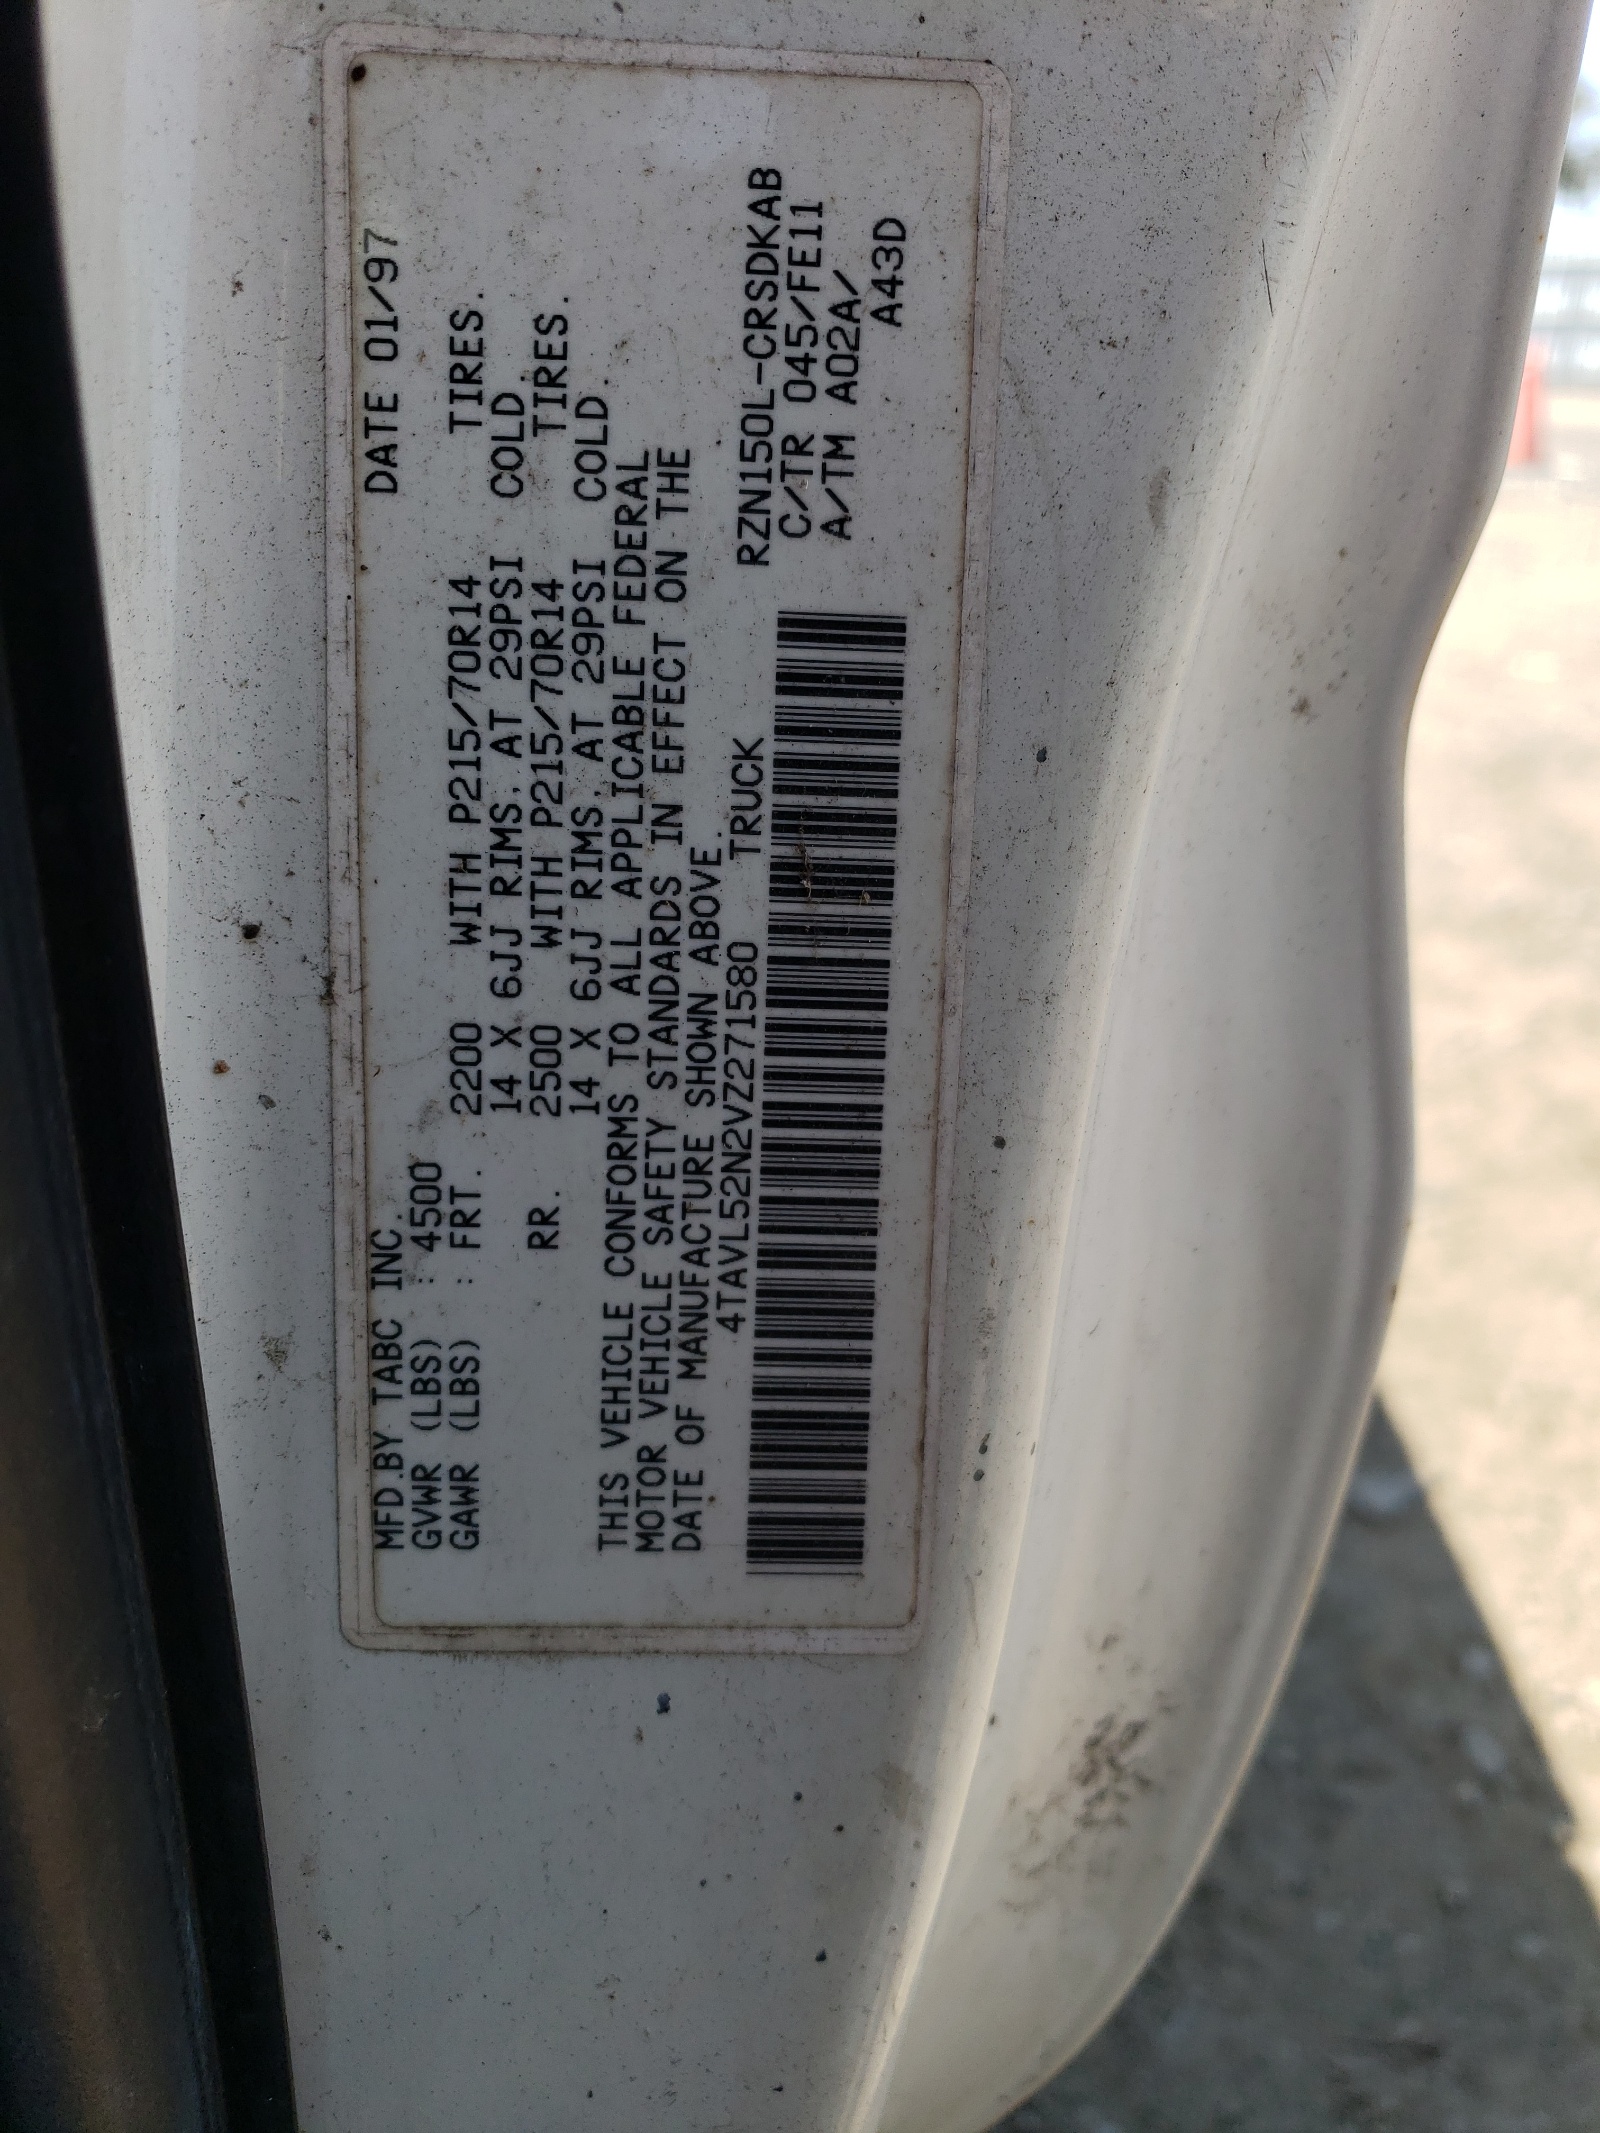 MFD.BY TABC INC. DATE 01/97
GVWR (LBS) : 4500
GAWR (LBS) : FRT. 2200 WITH P215/70R14 TIRES.
14 X 6JJ RIMS, AT 29PSI COLD
RR. 2500 WITH P215/70R14 TIRES.
14 X 6JJ RIMS, AT 29PSI COLD.
THIS VEHICLE CONFORMS TO ALL APPLICABLE FEDERAL
MOTOR VEHICLE SAFETY STANDARDS IN EFFECT ON THE
DATE OF MANUFACTURE SHOWN ABOVE.
4TAVL52N2VZ271580 TRUCK RZN150L-CRSDKAB
C/TR 045/FE11
A/TM A02A/
A43D